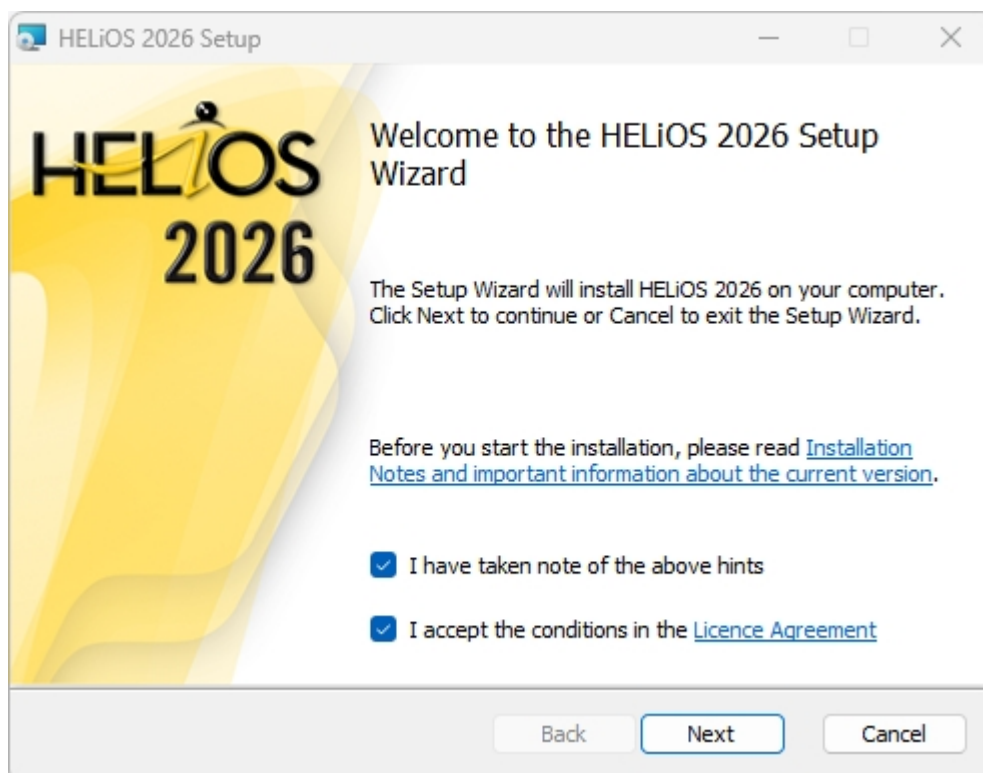 HELiOS 2026 Setup
HELiOS
2026
Welcome to the HELiOS 2026 Setup
Wizard
The Setup Wizard will install HELiOS 2026 on your computer.
Click Next to continue or Cancel to exit the Setup Wizard.
Before you start the installation, please read Installation
Notes and important information about the current version.
I have taken note of the above hints
I accept the conditions in the Licence Agreement
Back Next Cancel